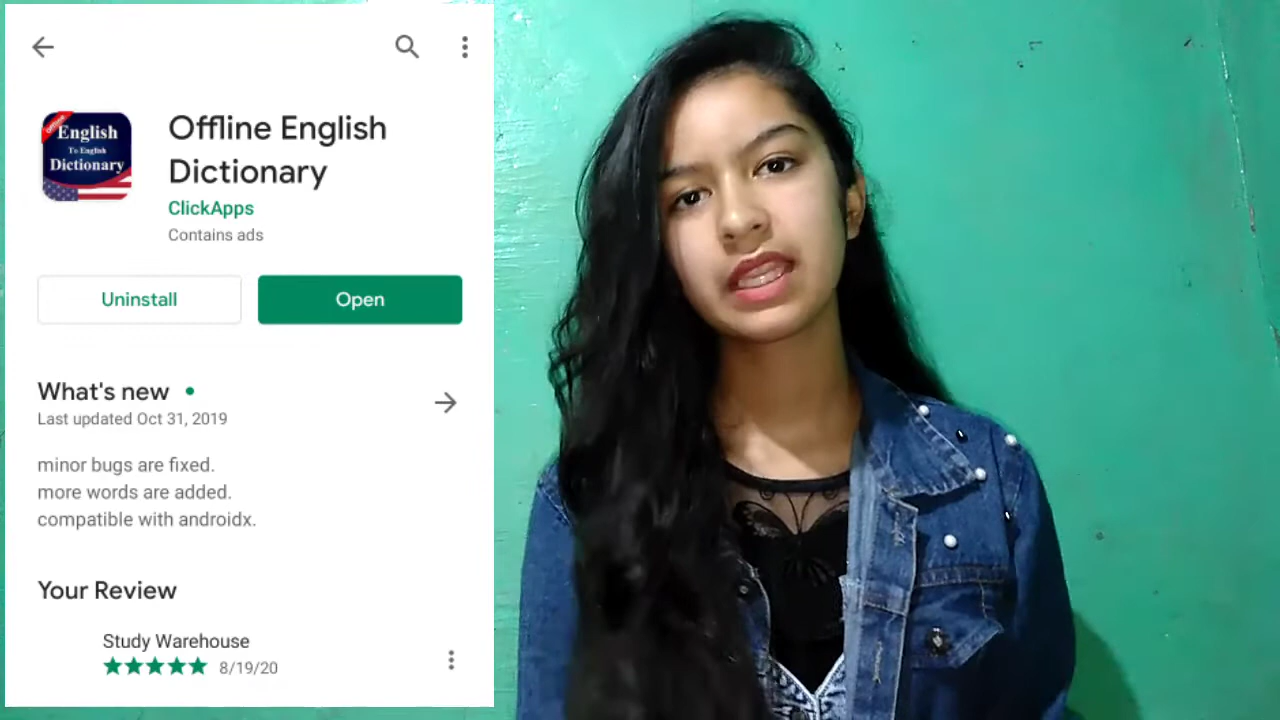 Offline
English
To English
Dictionary
Offline English
Dictionary
ClickApps
Contains ads
Uninstall
Open
What's new
Last updated Oct 31, 2019
minor bugs are fixed.
more words are added.
compatible with androidx.
Your Review
Study Warehouse
8/19/20